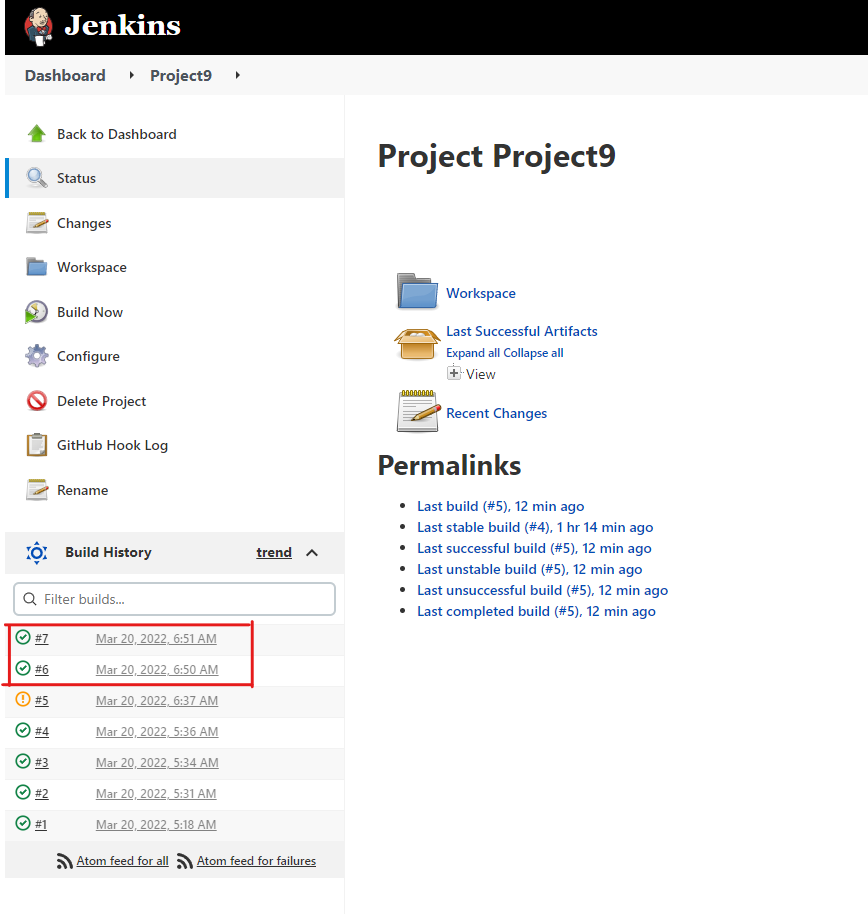 Jenkins
Dashboard
Project9
Back to Dashboard
Status
Changes
Workspace
Build Now
Configure
Delete Project
GitHub Hook Log
Rename
Build History
trend
Filter builds...
#7 Mar 20, 2022, 6:51 AM
#6 Mar 20, 2022, 6:50 AM
#5 Mar 20, 2022, 6:37 AM
#4 Mar 20, 2022, 5:36 AM
#3 Mar 20, 2022, 5:34 AM
#2 Mar 20, 2022, 5:31 AM
#1 Mar 20, 2022, 5:18 AM
Atom feed for all Atom feed for failures
Project Project9
Workspace
Last Successful Artifacts
Expand all Collapse all
View
Recent Changes
Permalinks
Last build (#5), 12 min ago
Last stable build (#4), 1 hr 14 min ago
Last successful build (#5), 12 min ago
Last unstable build (#5), 12 min ago
Last unsuccessful build (#5), 12 min ago
Last completed build (#5), 12 min ago